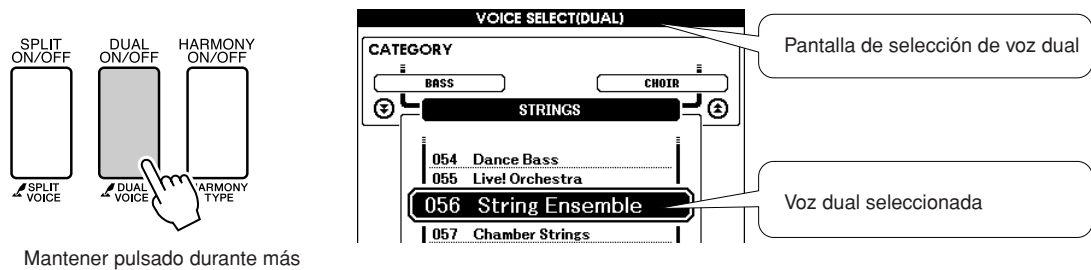 SPLIT
ON/OFF
DUAL
ON/OFF
HARMONY
ON/OFF
SPLIT
VOICE
DUAL
VOICE
ARMONY
TYPE
Mantener pulsado durante más
VOICE SELECT(DUAL)
CATEGORY
BASS
CHOIR
STRINGS
054 Dance Bass
055 Live! Orchestra
056 String Ensemble
057 Chamber Strings
Pantalla de selección de voz dual
Voz dual seleccionada